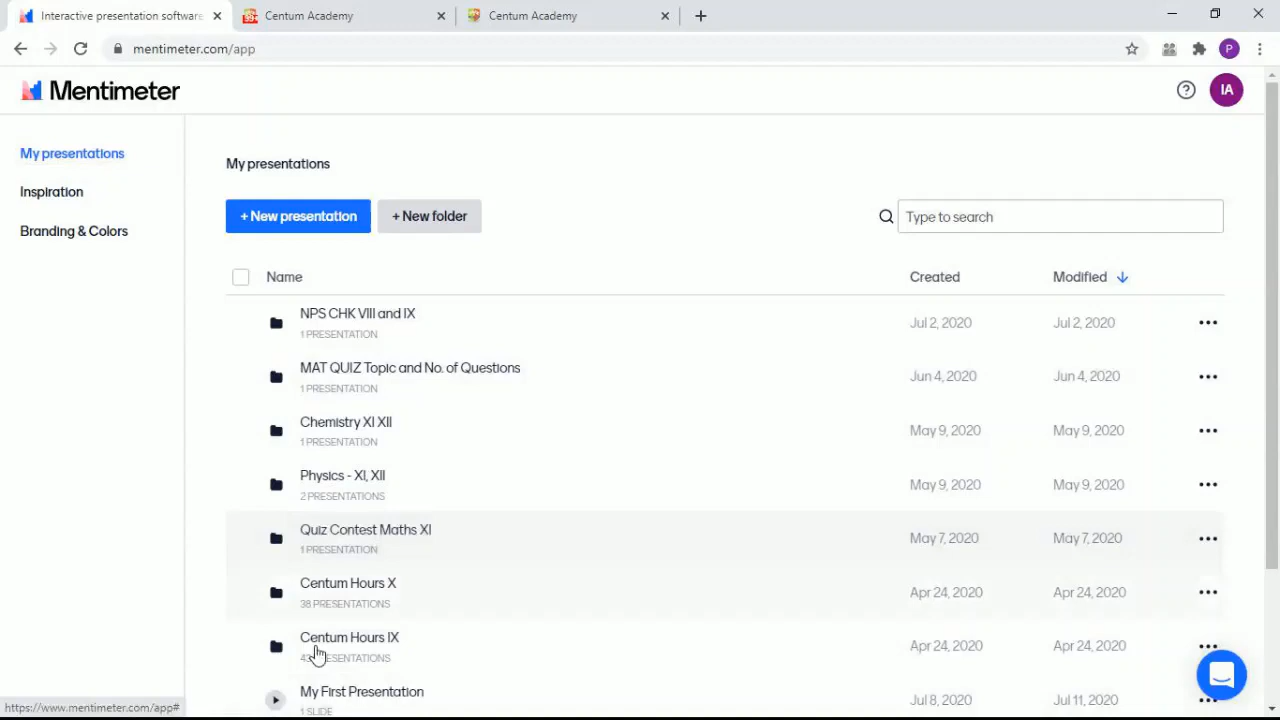 Interactive presentation software
Centum Academy
Centum Academy
mentimeter.com/app
P
Mentimeter
IA
My presentations
Inspiration
Branding & Colors
My presentations
+ New presentation
+ New folder
Type to search
Name
Created
Modified
NPS CHK VIII and IX
1 PRESENTATION
Jul 2, 2020
Jul 2, 2020
MAT QUIZ Topic and No. of Questions
1 PRESENTATION
Jun 4, 2020
Jun 4, 2020
Chemistry XI XII
1 PRESENTATION
May 9, 2020
May 9, 2020
Physics - XI, XII
2 PRESENTATIONS
May 9, 2020
May 9, 2020
Quiz Contest Maths XI
1 PRESENTATION
May 7, 2020
May 7, 2020
Centum Hours X
38 PRESENTATIONS
Apr 24, 2020
Apr 24, 2020
Centum Hours IX
Apr 24, 2020
Apr 24, 2020
My First Presentation
1 SLIDE
Jul 8, 2020
Jul 11, 2020
https://www.mentimeter.com/app#